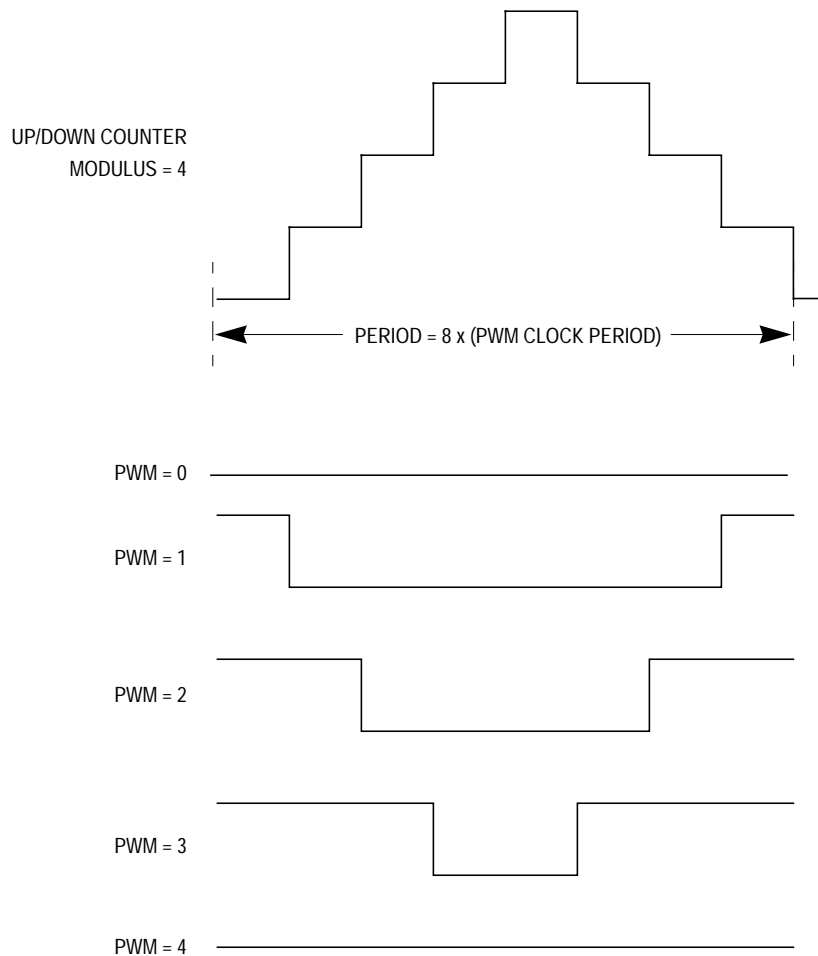 UP/DOWN COUNTER
MODULUS = 4
PERIOD = 8 x (PWM CLOCK PERIOD)
PWM = 0
PWM = 1
PWM = 2
PWM = 3
PWM = 4